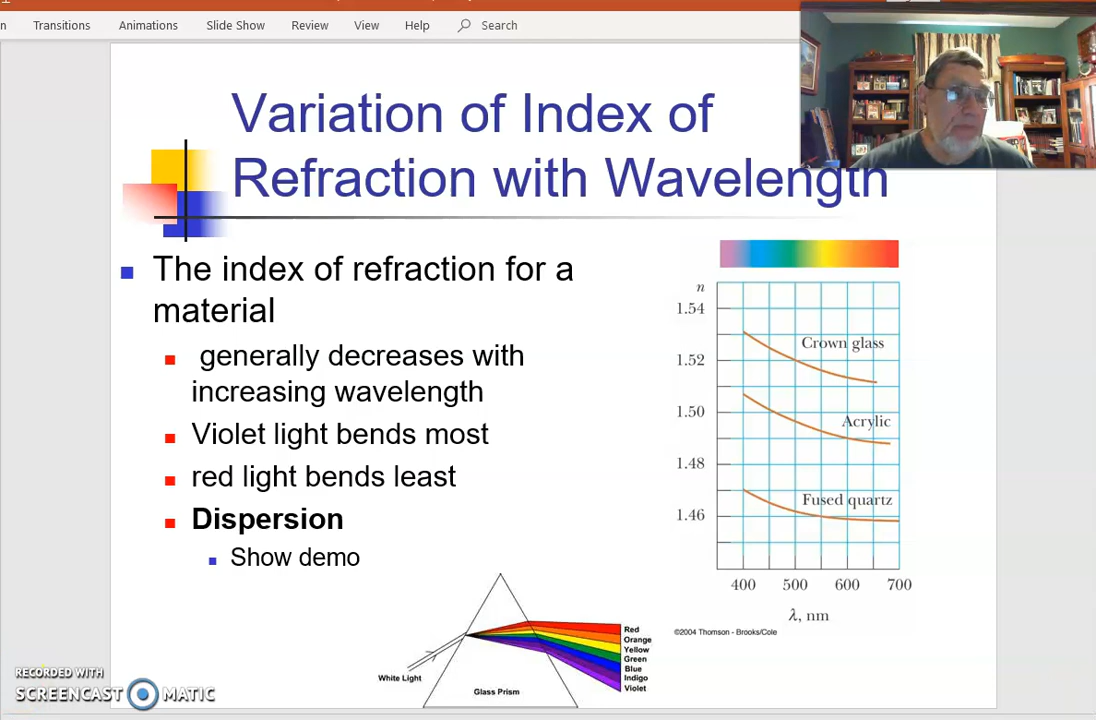 Transitions Animations Slide Show Review View Help Search
Variation of Index of
Refraction with Wavelength
The index of refraction for a
material
generally decreases with
increasing wavelength
Violet light bends most
red light bends least
Dispersion
Show demo
n
1.54
1.52
1.50
1.48
1.46
Crown glass
Acrylic
Fused quartz
400 500 600 700
λ, nm
©2004 Thomson - Brooks/Cole
White Light
Glass Prism
Red
Orange
Yellow
Green
Blue
Indigo
Violet
RECORDED WITH
SCREENCAST MATIC